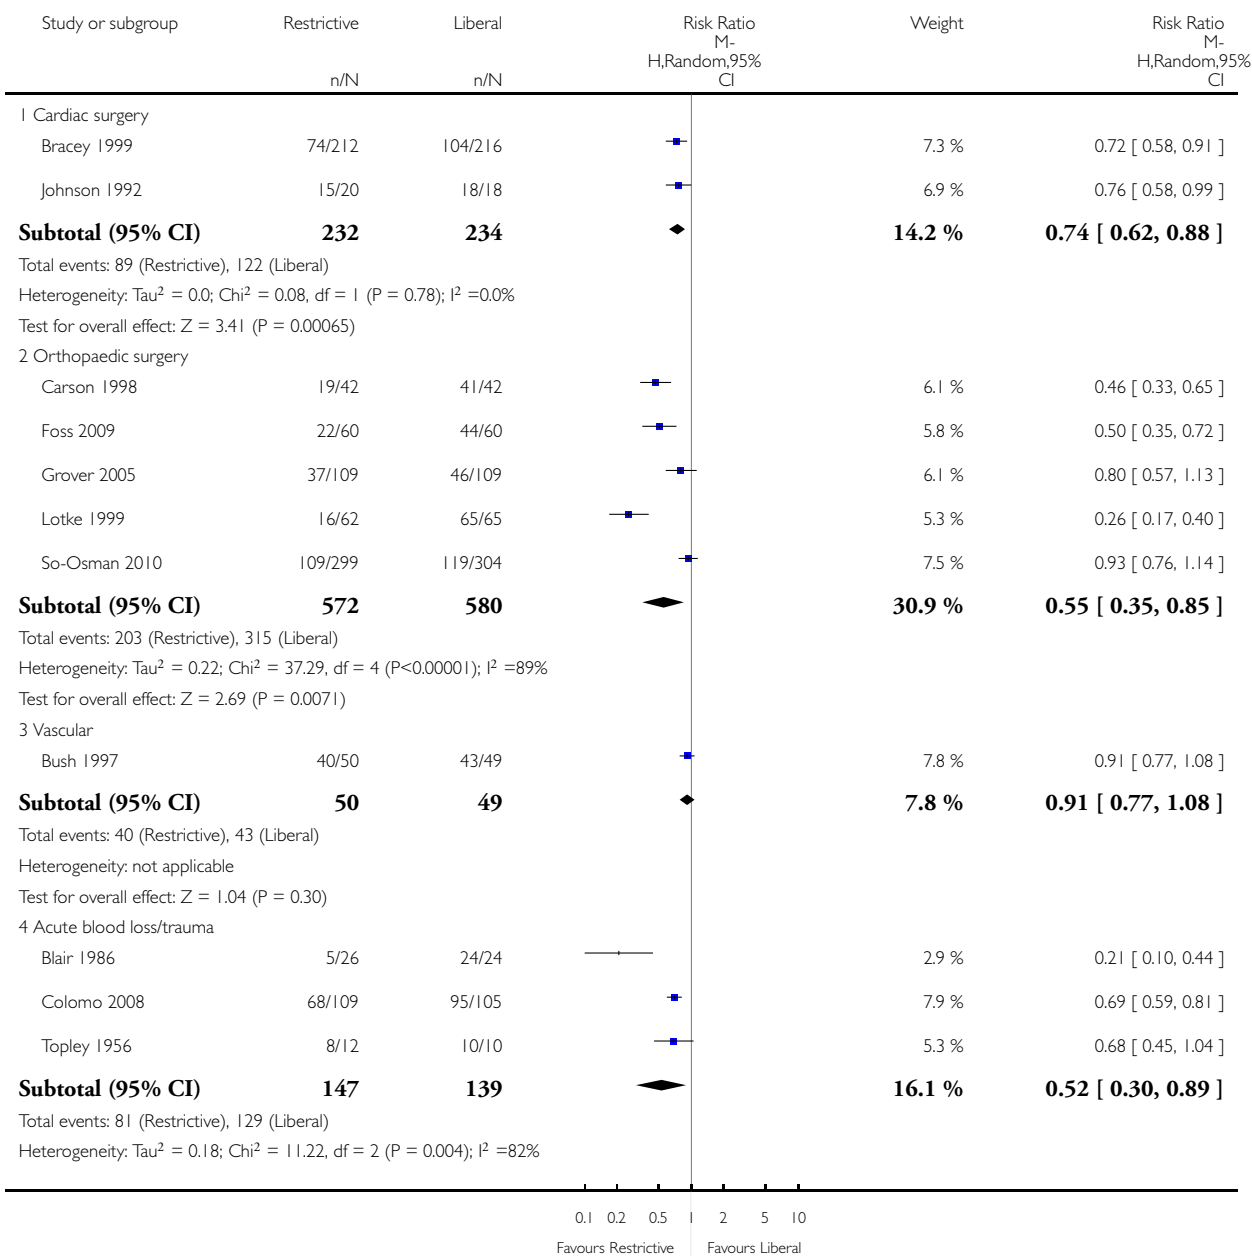 Study or subgroup Restrictive Liberal Risk Ratio Weight Risk Ratio
M- M-
H,Random,95% H,Random,95%
n/N n/N CI CI
1 Cardiac surgery
Bracey 1999 74/212 104/216 7.3 % 0.72 [ 0.58, 0.91 ]
Johnson 1992 15/20 18/18 6.9 % 0.76 [ 0.58, 0.99 ]
Subtotal (95% CI) 232 234 14.2 % 0.74 [ 0.62, 0.88 ]
Total events: 89 (Restrictive), 122 (Liberal)
Heterogeneity: Tau² = 0.0; Chi² = 0.08, df = 1 (P = 0.78); I² =0.0%
Test for overall effect: Z = 3.41 (P = 0.00065)
2 Orthopaedic surgery
Carson 1998 19/42 41/42 6.1 % 0.46 [ 0.33, 0.65 ]
Foss 2009 22/60 44/60 5.8 % 0.50 [ 0.35, 0.72 ]
Grover 2005 37/109 46/109 6.1 % 0.80 [ 0.57, 1.13 ]
Lotke 1999 16/62 65/65 5.3 % 0.26 [ 0.17, 0.40 ]
So-Osman 2010 109/299 119/304 7.5 % 0.93 [ 0.76, 1.14 ]
Subtotal (95% CI) 572 580 30.9 % 0.55 [ 0.35, 0.85 ]
Total events: 203 (Restrictive), 315 (Liberal)
Heterogeneity: Tau² = 0.22; Chi² = 37.29, df = 4 (P<0.00001); I² =89%
Test for overall effect: Z = 2.69 (P = 0.0071)
3 Vascular
Bush 1997 40/50 43/49 7.8 % 0.91 [ 0.77, 1.08 ]
Subtotal (95% CI) 50 49 7.8 % 0.91 [ 0.77, 1.08 ]
Total events: 40 (Restrictive), 43 (Liberal)
Heterogeneity: not applicable
Test for overall effect: Z = 1.04 (P = 0.30)
4 Acute blood loss/trauma
Blair 1986 5/26 24/24 2.9 % 0.21 [ 0.10, 0.44 ]
Colomo 2008 68/109 95/105 7.9 % 0.69 [ 0.59, 0.81 ]
Topley 1956 8/12 10/10 5.3 % 0.68 [ 0.45, 1.04 ]
Subtotal (95% CI) 147 139 16.1 % 0.52 [ 0.30, 0.89 ]
Total events: 81 (Restrictive), 129 (Liberal)
Heterogeneity: Tau² = 0.18; Chi² = 11.22, df = 2 (P = 0.004); I² =82%
0.1 0.2 0.5 1 2 5 10
Favours Restrictive Favours Liberal